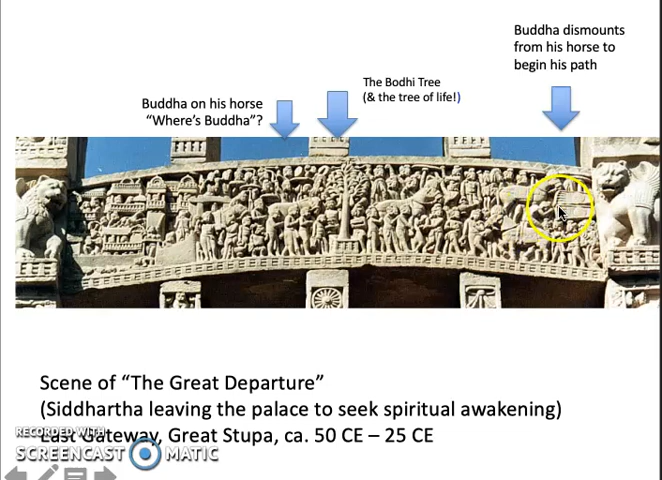 Buddha dismounts
from his horse to
begin his path
The Bodhi Tree
(& the tree of life!)
Buddha on his horse
"Where's Buddha"?
Scene of "The Great Departure"
(Siddhartha leaving the palace to seek spiritual awakening)
East Gateway, Great Stupa, ca. 50 CE – 25 CE
RECORDED WITH
SCREENCAST MATIC